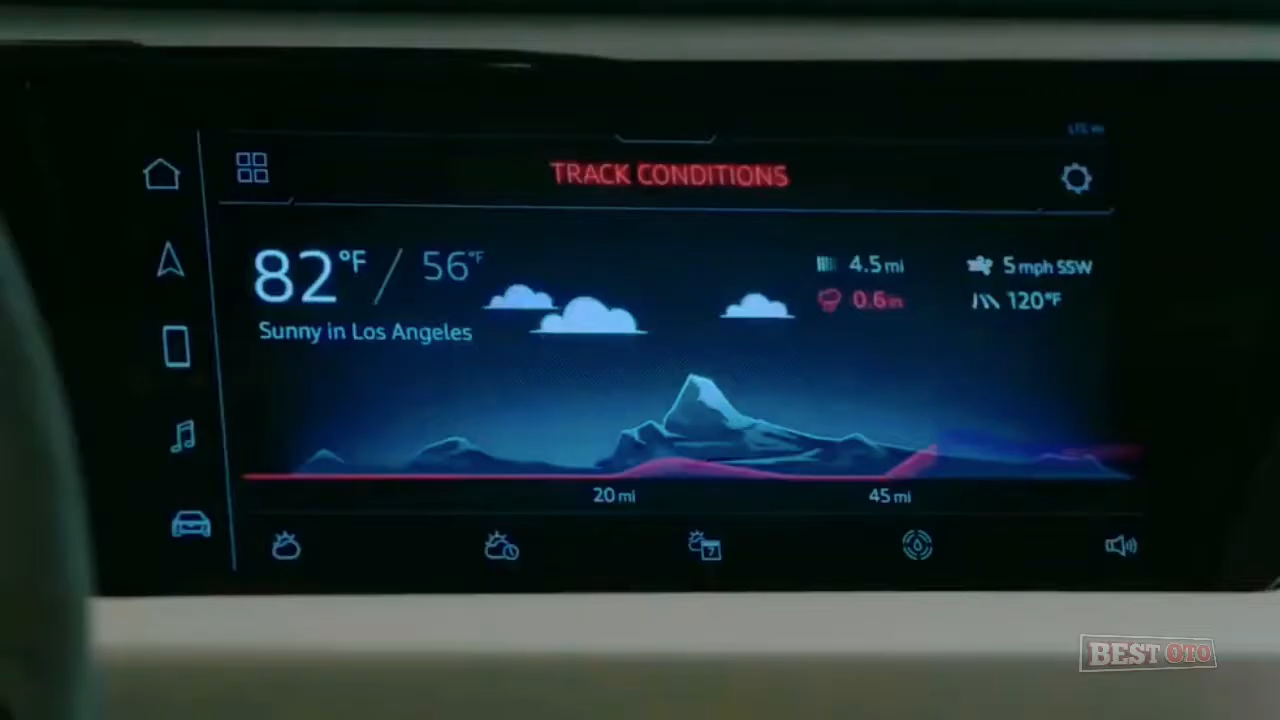 TRACK CONDITIONS
82 °F / 56 °F
Sunny in Los Angeles
4.5 mi
5 mph SSW
0.6 in
120°F
20 mi
45 mi
7
BEST OTO